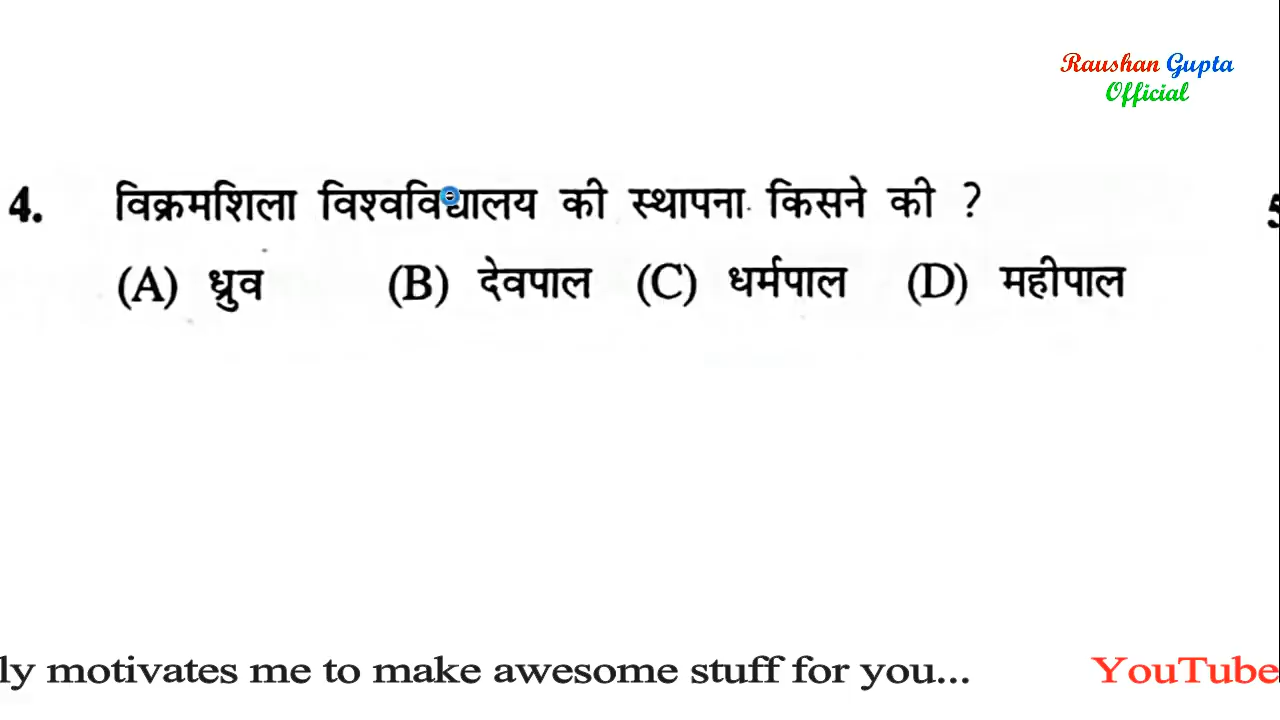 Raushan Gupta
Official
4. विक्रमशिला विश्वविद्यालय की स्थापना किसने की ?
(A) ध्रुव (B) देवपाल (C) धर्मपाल (D) महीपाल
ly motivates me to make awesome stuff for you... YouTube